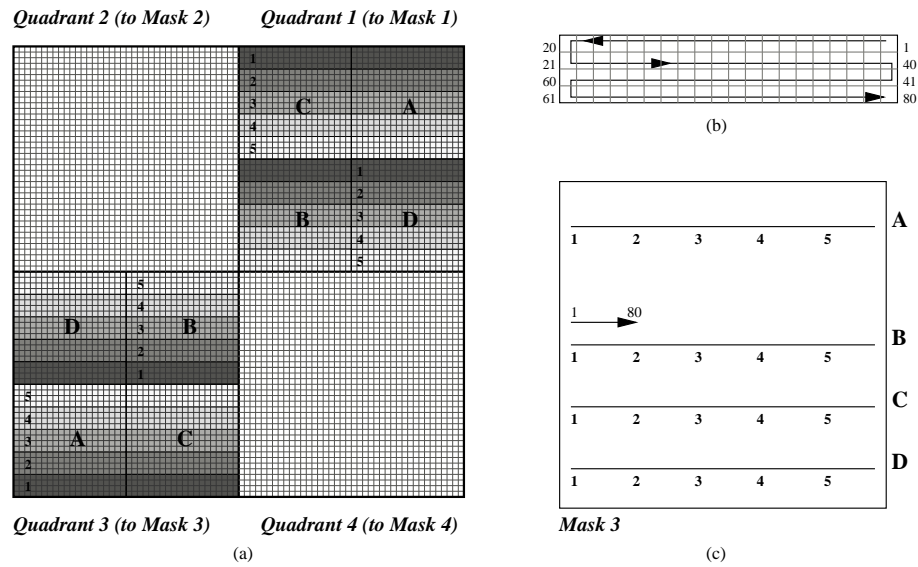 Quadrant 2 (to Mask 2) Quadrant 1 (to Mask 1)
1
2
3 C A
4
5
1
2
B 3 D
4
5
5
4
D 3 B
2
1
5
4
3 A C
2
1
Quadrant 3 (to Mask 3) Quadrant 4 (to Mask 4)
(a)
20 1
21 40
60 41
61 80
(b)
A
1 2 3 4 5
1 80
B
1 2 3 4 5
C
1 2 3 4 5
D
1 2 3 4 5
Mask 3
(c)